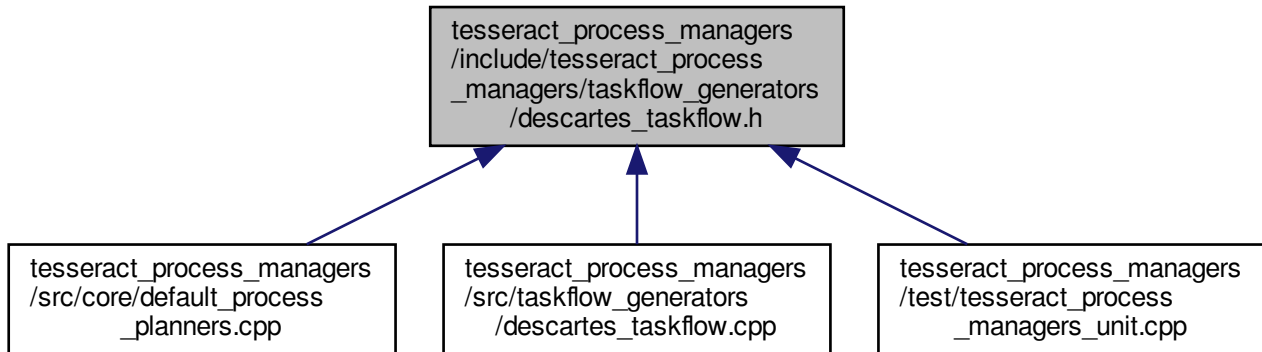 tesseract_process_managers
/include/tesseract_process
_managers/taskflow_generators
/descartes_taskflow.h
tesseract_process_managers
/src/core/default_process
_planners.cpp
tesseract_process_managers
/src/taskflow_generators
/descartes_taskflow.cpp
tesseract_process_managers
/test/tesseract_process
_managers_unit.cpp